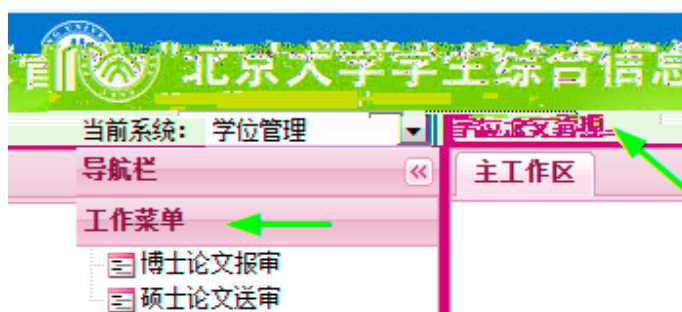 北京大学学生综合信息
当前系统： 学位管理 学位论文管理
导航栏
主工作区
工作菜单
博士论文报审
硕士论文送审